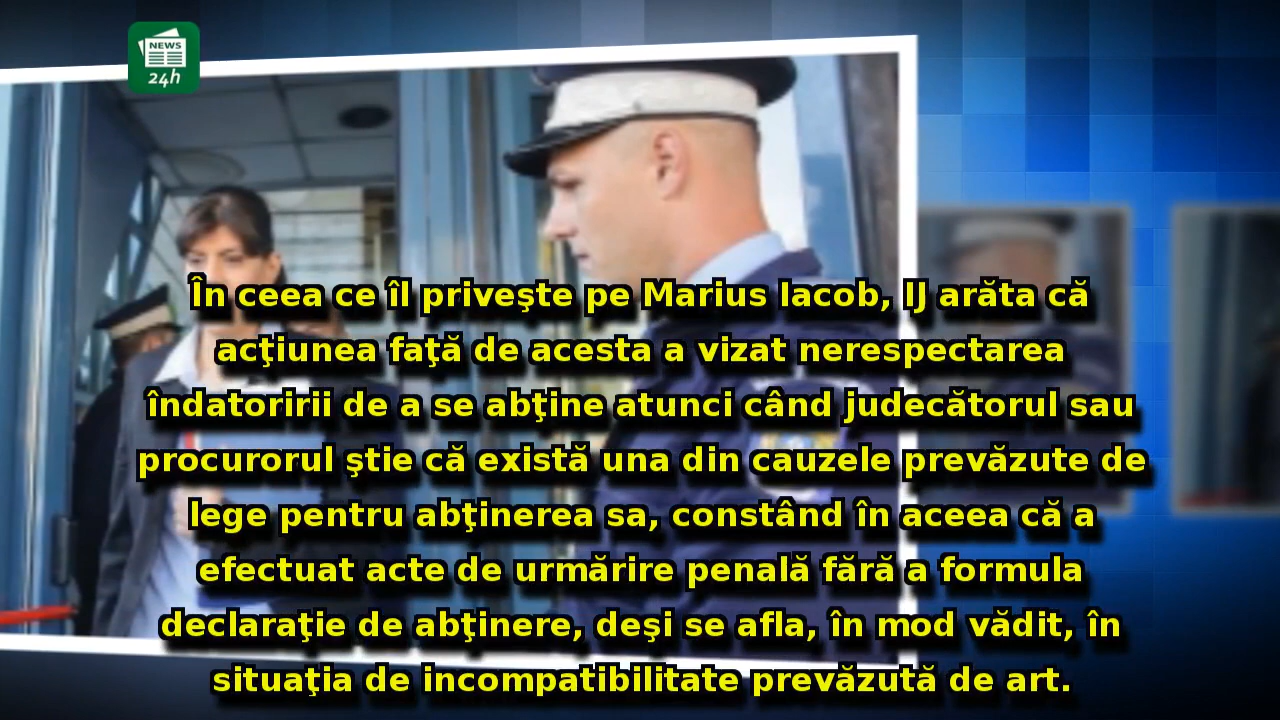 NEWS
24h
În ceea ce îl priveşte pe Marius Iacob, IJ arăta că
acţiunea faţă de acesta a vizat nerespectarea
îndatoririi de a se abţine atunci când judecătorul sau
procurorul ştie că există una din cauzele prevăzute de
lege pentru abţinerea sa, constând în aceea că a
efectuat acte de urmărire penală fără a formula
declaraţie de abţinere, deşi se afla, în mod vădit, în
situaţia de incompatibilitate prevăzută de art.